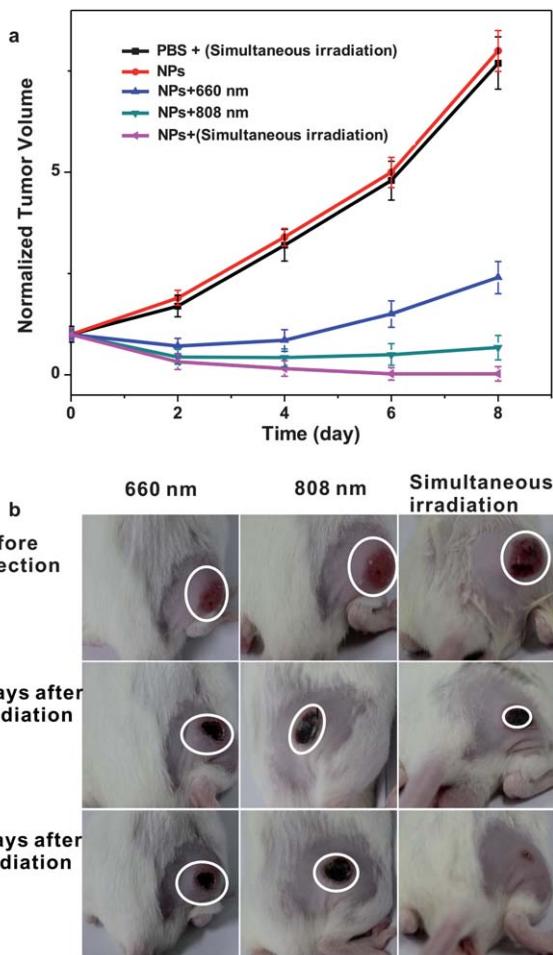 a
PBS + (Simultaneous irradiation)
NPs
NPs+660 nm
NPs+808 nm
NPs+(Simultaneous irradiation)
Normalized Tumor Volume
5
0
0
2
4
6
8
Time (day)
b
660 nm
808 nm
Simultaneous
irradiation
fore
ection
ays after
diation
ays after
diation